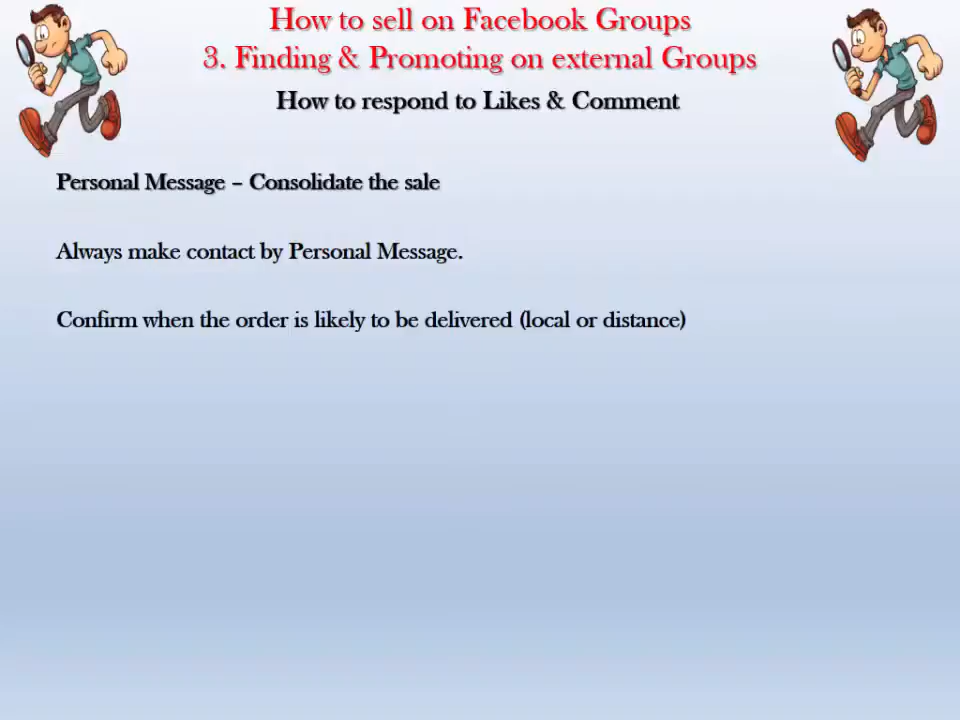 How to sell on Facebook Groups
3. Finding & Promoting on external Groups
How to respond to Likes & Comment
Personal Message – Consolidate the sale
Always make contact by Personal Message.
Confirm when the order is likely to be delivered (local or distance)